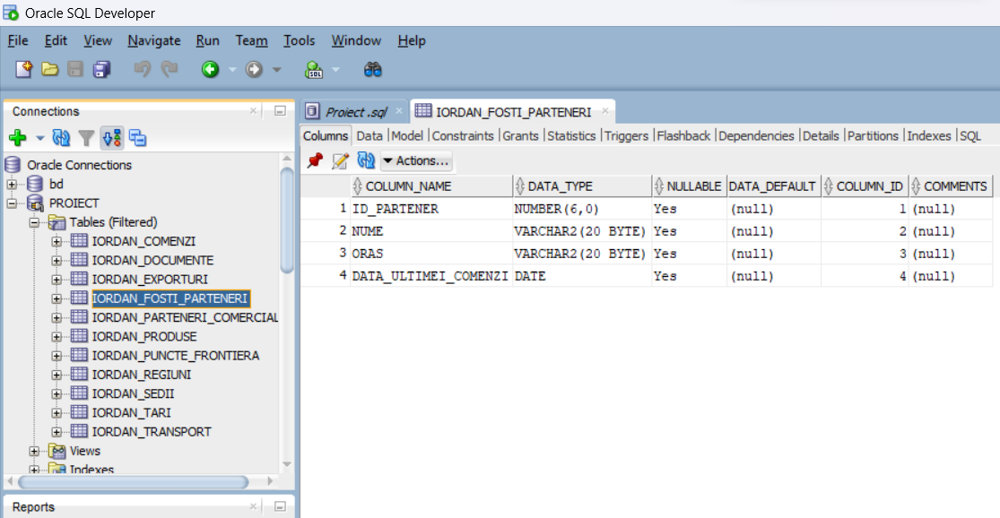 Oracle SQL Developer
File Edit View Navigate Run Team Tools Window Help
Connections
Oracle Connections
bd
PROIECT
Tables (Filtered)
IORDAN_COMENZI
IORDAN_DOCUMENTE
IORDAN_EXPORTURI
IORDAN_FOSTI_PARTENERI
IORDAN_PARTENERI_COMERCIAL
IORDAN_PRODUSE
IORDAN_PUNCTE_FRONTIERA
IORDAN_REGIUNI
IORDAN_SEDII
IORDAN_TARI
IORDAN_TRANSPORT
Views
Indexes
Reports
Proiect .sql IORDAN_FOSTI_PARTENERI
Columns Data Model Constraints Grants Statistics Triggers Flashback Dependencies Details Partitions Indexes SQL
Actions...
COLUMN_NAME DATA_TYPE NULLABLE DATA_DEFAULT COLUMN_ID COMMENTS
1 ID_PARTENER NUMBER(6,0) Yes (null) 1 (null)
2 NUME VARCHAR2(20 BYTE) Yes (null) 2 (null)
3 ORAS VARCHAR2(20 BYTE) Yes (null) 3 (null)
4 DATA_ULTIMEI_COMENZI DATE Yes (null) 4 (null)